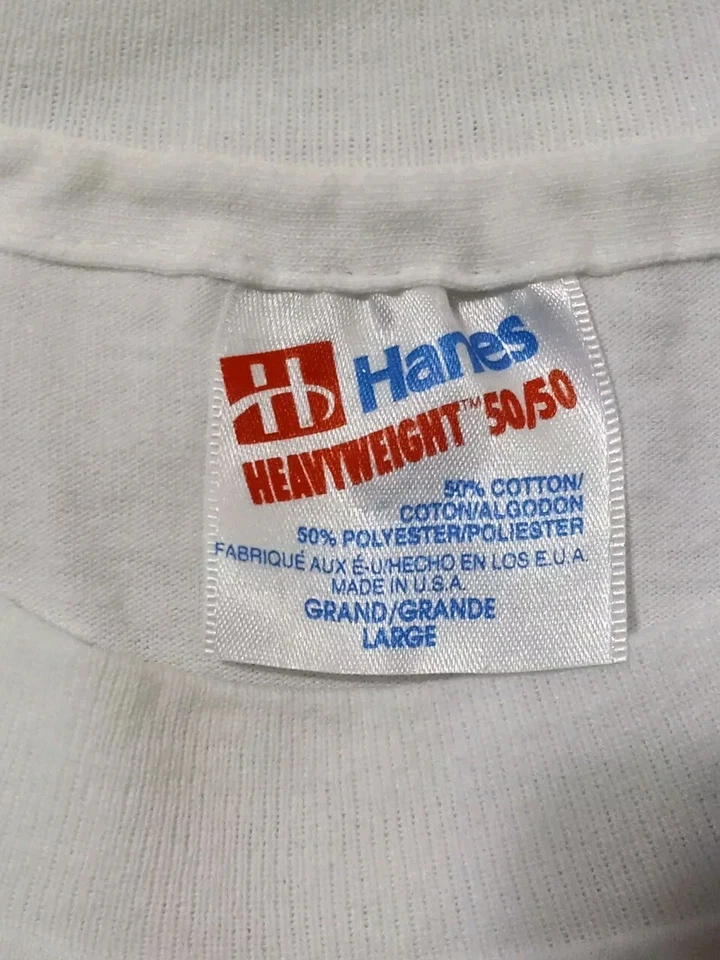 Hanes
HEAVYWEIGHT™ 50/50
50% COTTON/
COTON/ALGODON
50% POLYESTER/POLIESTER
FABRIQUÉ AUX É-U/HECHO EN LOS E.U.A.
MADE IN U.S.A.
GRAND/GRANDE
LARGE